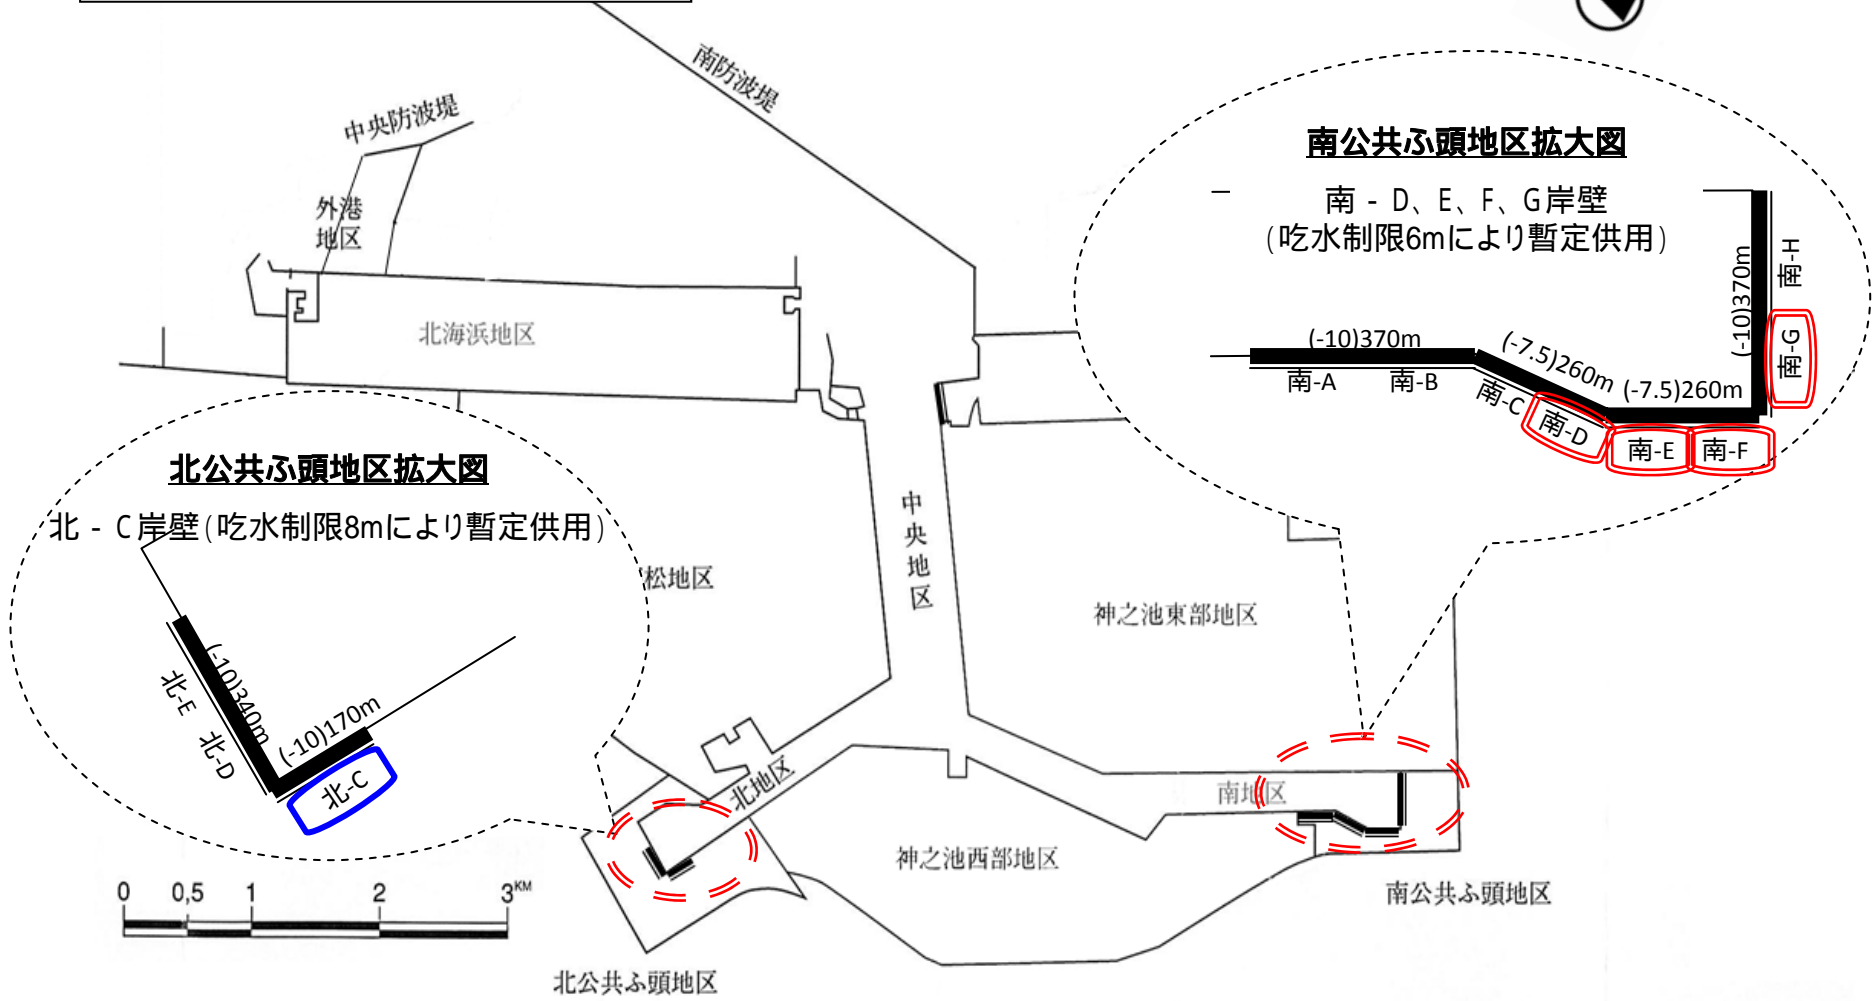 南防波堤
中央防波堤
外港
地区
北海浜地区
南公共ふ頭地区拡大図
南 - D、E、F、G岸壁
(吃水制限6mにより暫定供用)
(-10)370m
南-A
南-B
(-7.5)260m
南-C
南-D
(-7.5)260m
南-E
南-F
(-10)370m
南-H
南-G
北公共ふ頭地区拡大図
北 - C岸壁(吃水制限8mにより暫定供用)
(-10)340m
北-E
北-D
(-10)170m
北-C
松地区
中央地区
神之池東部地区
北地区
南地区
神之池西部地区
南公共ふ頭地区
北公共ふ頭地区
0 0,5 1 2 3KM